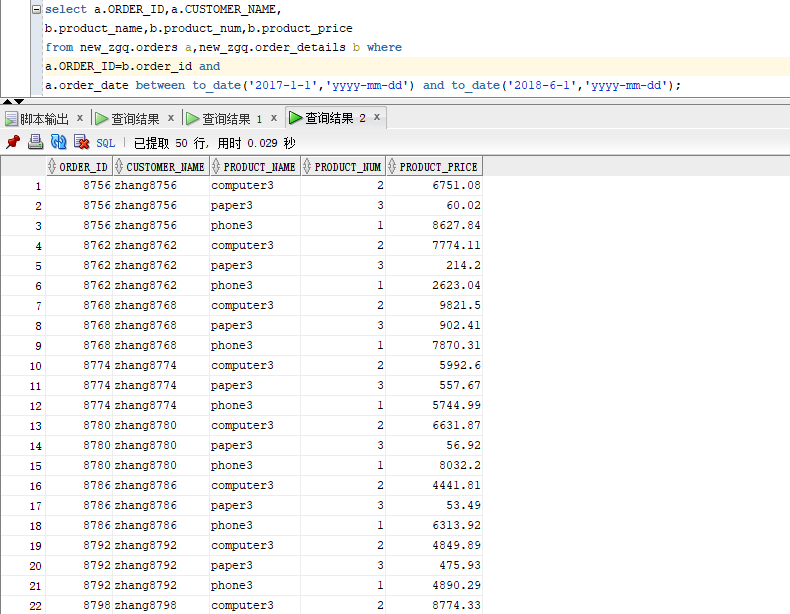 select a.ORDER_ID,a.CUSTOMER_NAME,
b.product_name,b.product_num,b.product_price
from new_zgq.orders a,new_zgq.order_details b where
a.ORDER_ID=b.order_id and
a.order_date between to_date('2017-1-1','yyyy-mm-dd') and to_date('2018-6-1','yyyy-mm-dd');
脚本输出 x 查询结果 x 查询结果 1 x 查询结果 2 x
SQL | 已提取 50 行, 用时 0.029 秒
ORDER_ID CUSTOMER_NAME PRODUCT_NAME PRODUCT_NUM PRODUCT_PRICE
1 8756 zhang8756 computer3 2 6751.08
2 8756 zhang8756 paper3 3 60.02
3 8756 zhang8756 phone3 1 8627.84
4 8762 zhang8762 computer3 2 7774.11
5 8762 zhang8762 paper3 3 214.2
6 8762 zhang8762 phone3 1 2623.04
7 8768 zhang8768 computer3 2 9821.5
8 8768 zhang8768 paper3 3 902.41
9 8768 zhang8768 phone3 1 7870.31
10 8774 zhang8774 computer3 2 5992.6
11 8774 zhang8774 paper3 3 557.67
12 8774 zhang8774 phone3 1 5744.99
13 8780 zhang8780 computer3 2 6631.87
14 8780 zhang8780 paper3 3 56.92
15 8780 zhang8780 phone3 1 8032.2
16 8786 zhang8786 computer3 2 4441.81
17 8786 zhang8786 paper3 3 53.49
18 8786 zhang8786 phone3 1 6313.92
19 8792 zhang8792 computer3 2 4849.89
20 8792 zhang8792 paper3 3 475.93
21 8792 zhang8792 phone3 1 4890.29
22 8798 zhang8798 computer3 2 8774.33